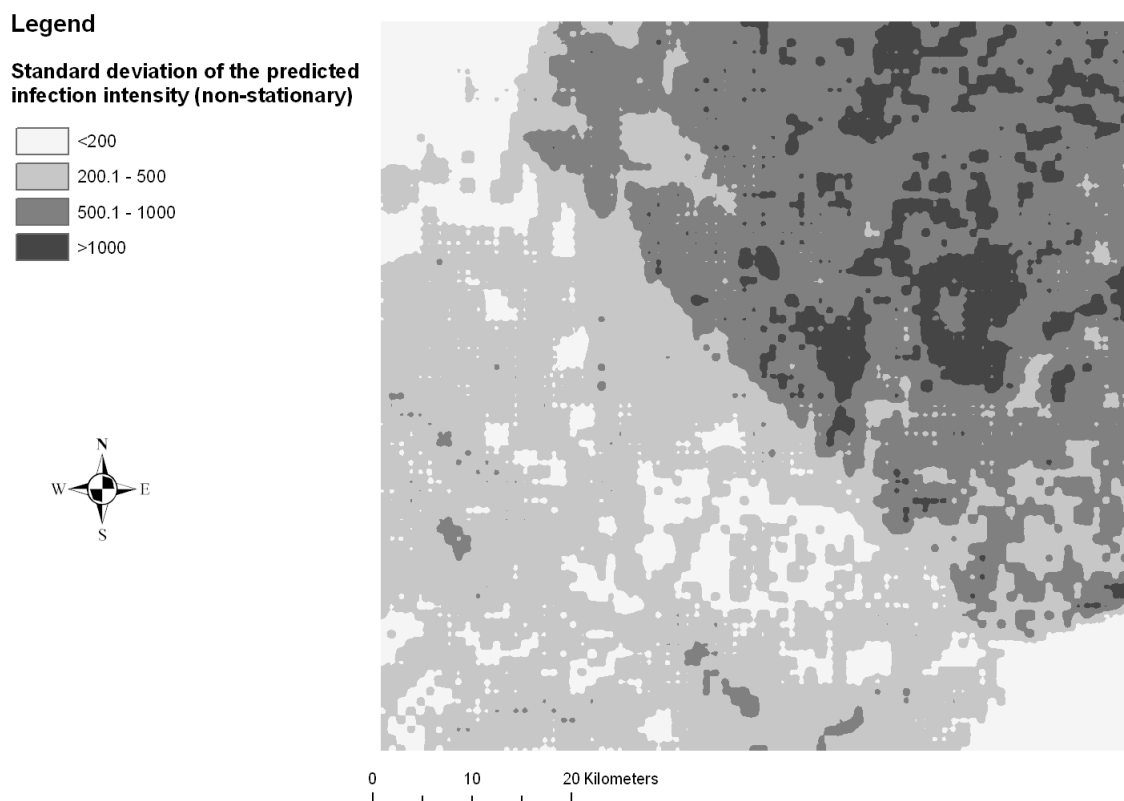 Legend
Standard deviation of the predicted
infection intensity (non-stationary)
<200
200.1 - 500
500.1 - 1000
>1000
N
W E
S
0 10 20 Kilometers